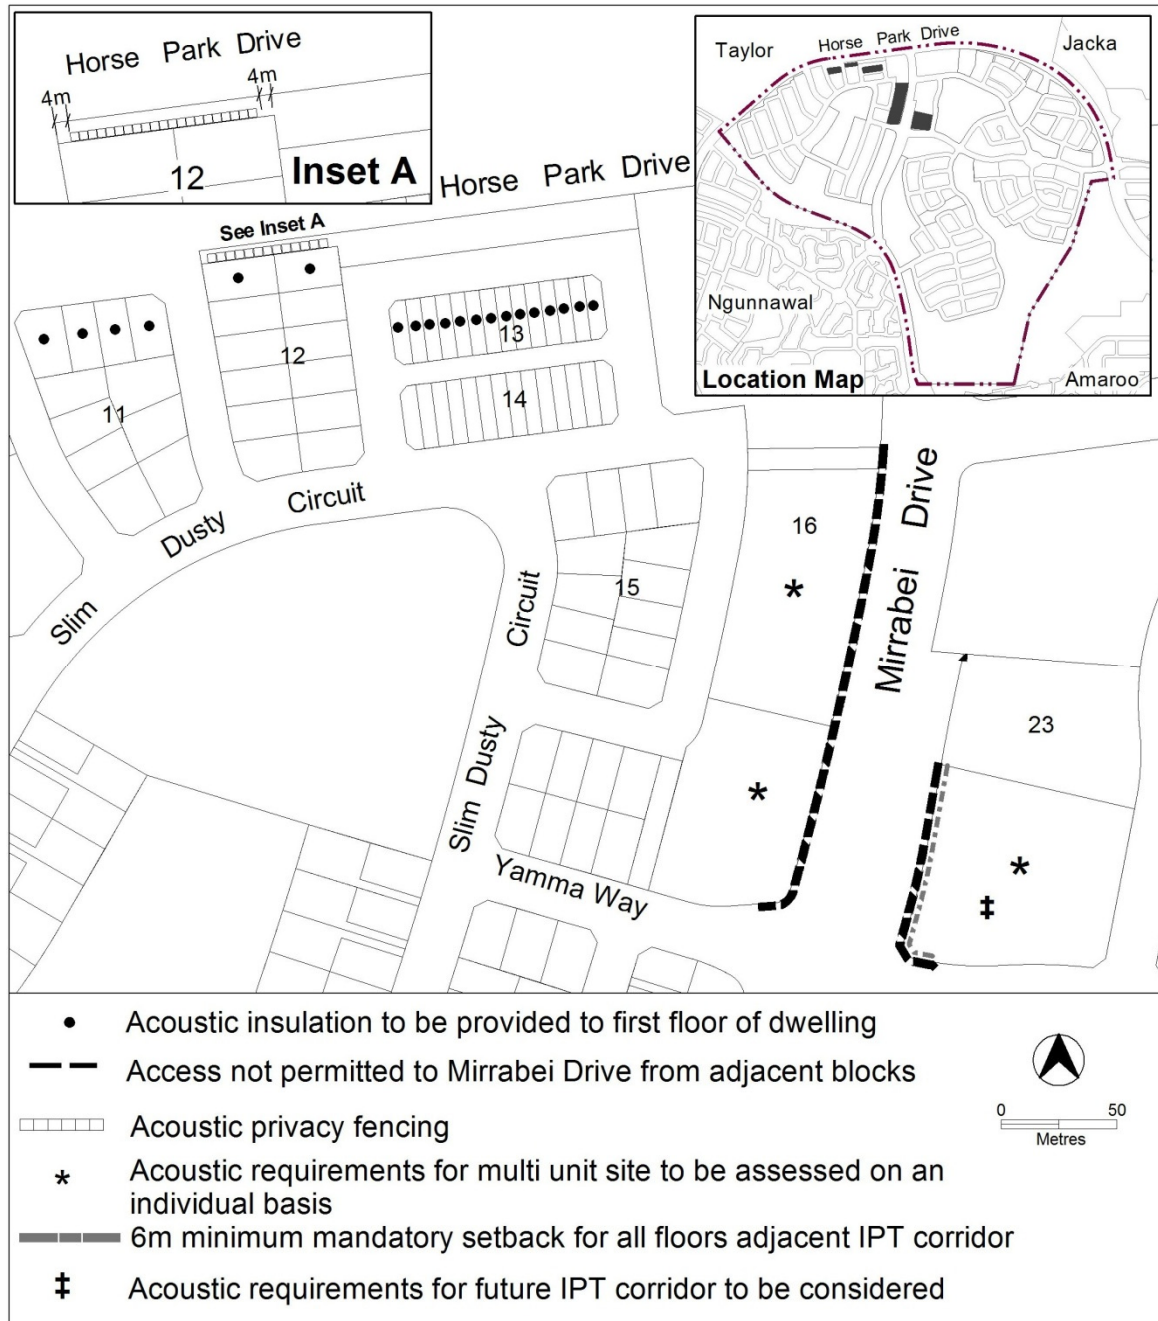 Horse Park Drive
4m
4m
12
Inset A
Taylor
Horse Park Drive
Jacka
Ngunnawal
Location Map
Amaroo
Horse Park Drive
See Inset A
11
12
13
14
15
16
23
*
*
*
‡
Slim Dusty Circuit
Slim Dusty Circuit
Mirrabei Drive
Yamma Way
• Acoustic insulation to be provided to first floor of dwelling
Access not permitted to Mirrabei Drive from adjacent blocks
Acoustic privacy fencing
* Acoustic requirements for multi unit site to be assessed on an
individual basis
6m minimum mandatory setback for all floors adjacent IPT corridor
‡ Acoustic requirements for future IPT corridor to be considered
0 50
Metres